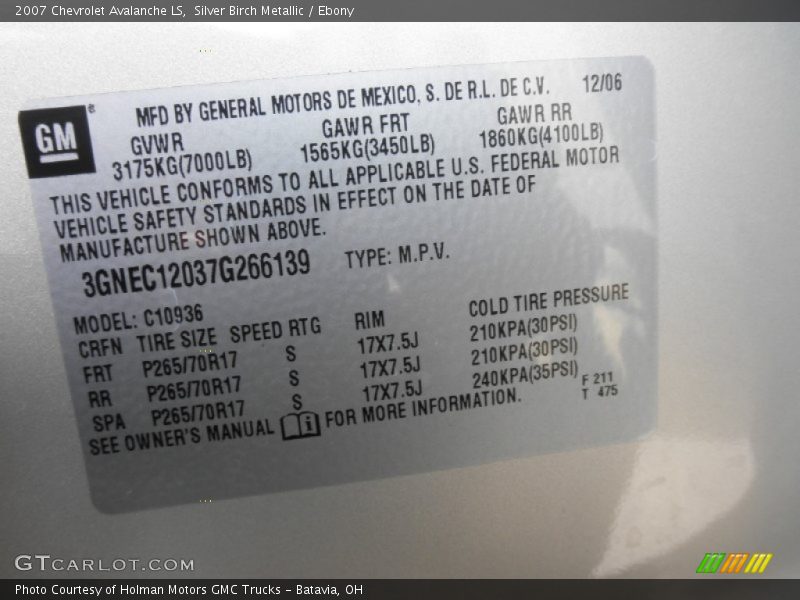 2007 Chevrolet Avalanche LS,  Silver Birch Metallic / Ebony
GM ®
MFD BY GENERAL MOTORS DE MEXICO, S. DE R.L. DE C.V. 12/06
GVWR GAWR FRT GAWR RR
3175KG(7000LB) 1565KG(3450LB) 1860KG(4100LB)
THIS VEHICLE CONFORMS TO ALL APPLICABLE U.S. FEDERAL MOTOR
VEHICLE SAFETY STANDARDS IN EFFECT ON THE DATE OF
MANUFACTURE SHOWN ABOVE.
3GNEC12037G266139 TYPE: M.P.V.
MODEL: C10936
CRFN TIRE SIZE SPEED RTG RIM COLD TIRE PRESSURE
FRT P265/70R17 S 17X7.5J 210KPA(30PSI)
RR P265/70R17 S 17X7.5J 210KPA(30PSI)
SPA P265/70R17 S 17X7.5J 240KPA(35PSI)
F 211
T 475
SEE OWNER'S MANUAL i FOR MORE INFORMATION.
GTCARLOT.COM
Photo Courtesy of Holman Motors GMC Trucks - Batavia, OH